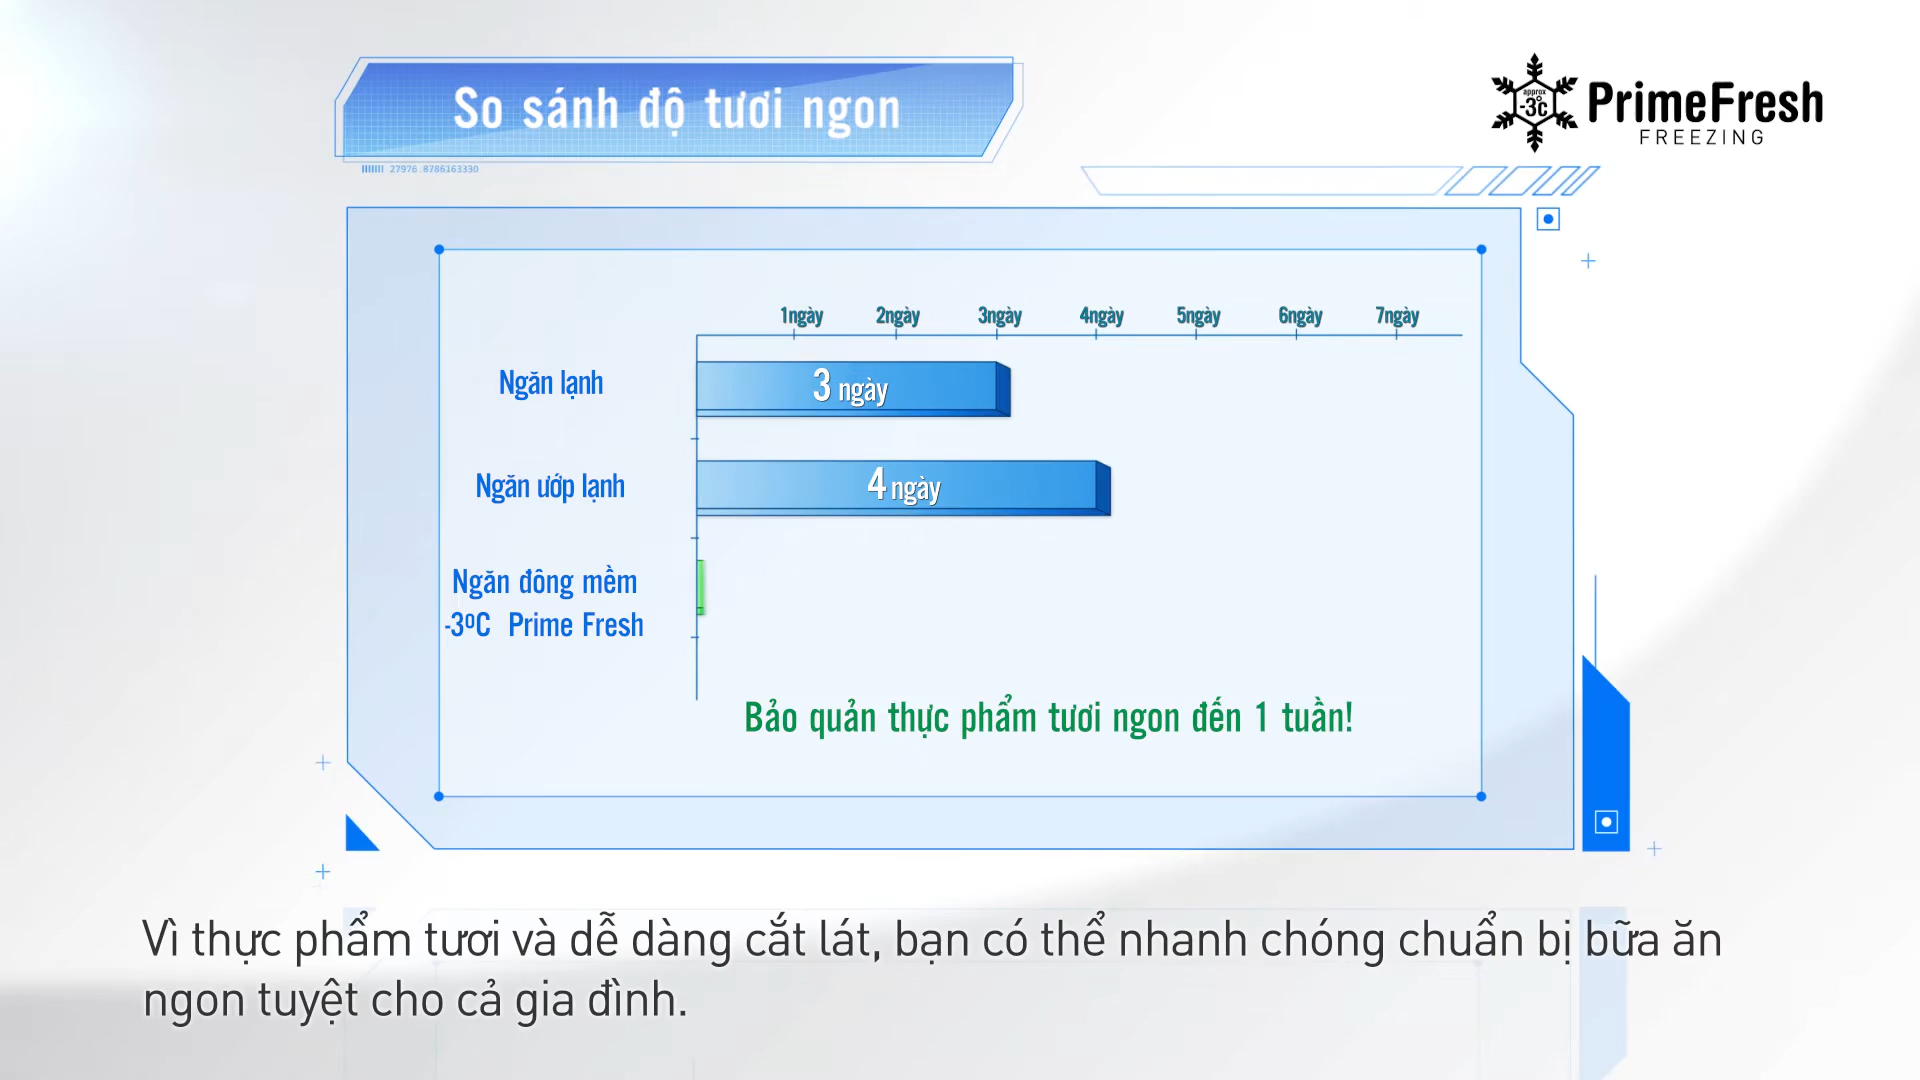 So sánh độ tươi ngon
27976.8786163330
approx
-3°c
PrimeFresh
FREEZING
1ngày 2ngày 3ngày 4ngày 5ngày 6ngày 7ngày
Ngăn lạnh
3 ngày
Ngăn ướp lạnh
4 ngày
Ngăn đông mềm
-3ºC Prime Fresh
Bảo quản thực phẩm tươi ngon đến 1 tuần!
Vì thực phẩm tươi và dễ dàng cắt lát, bạn có thể nhanh chóng chuẩn bị bữa ăn
ngon tuyệt cho cả gia đình.